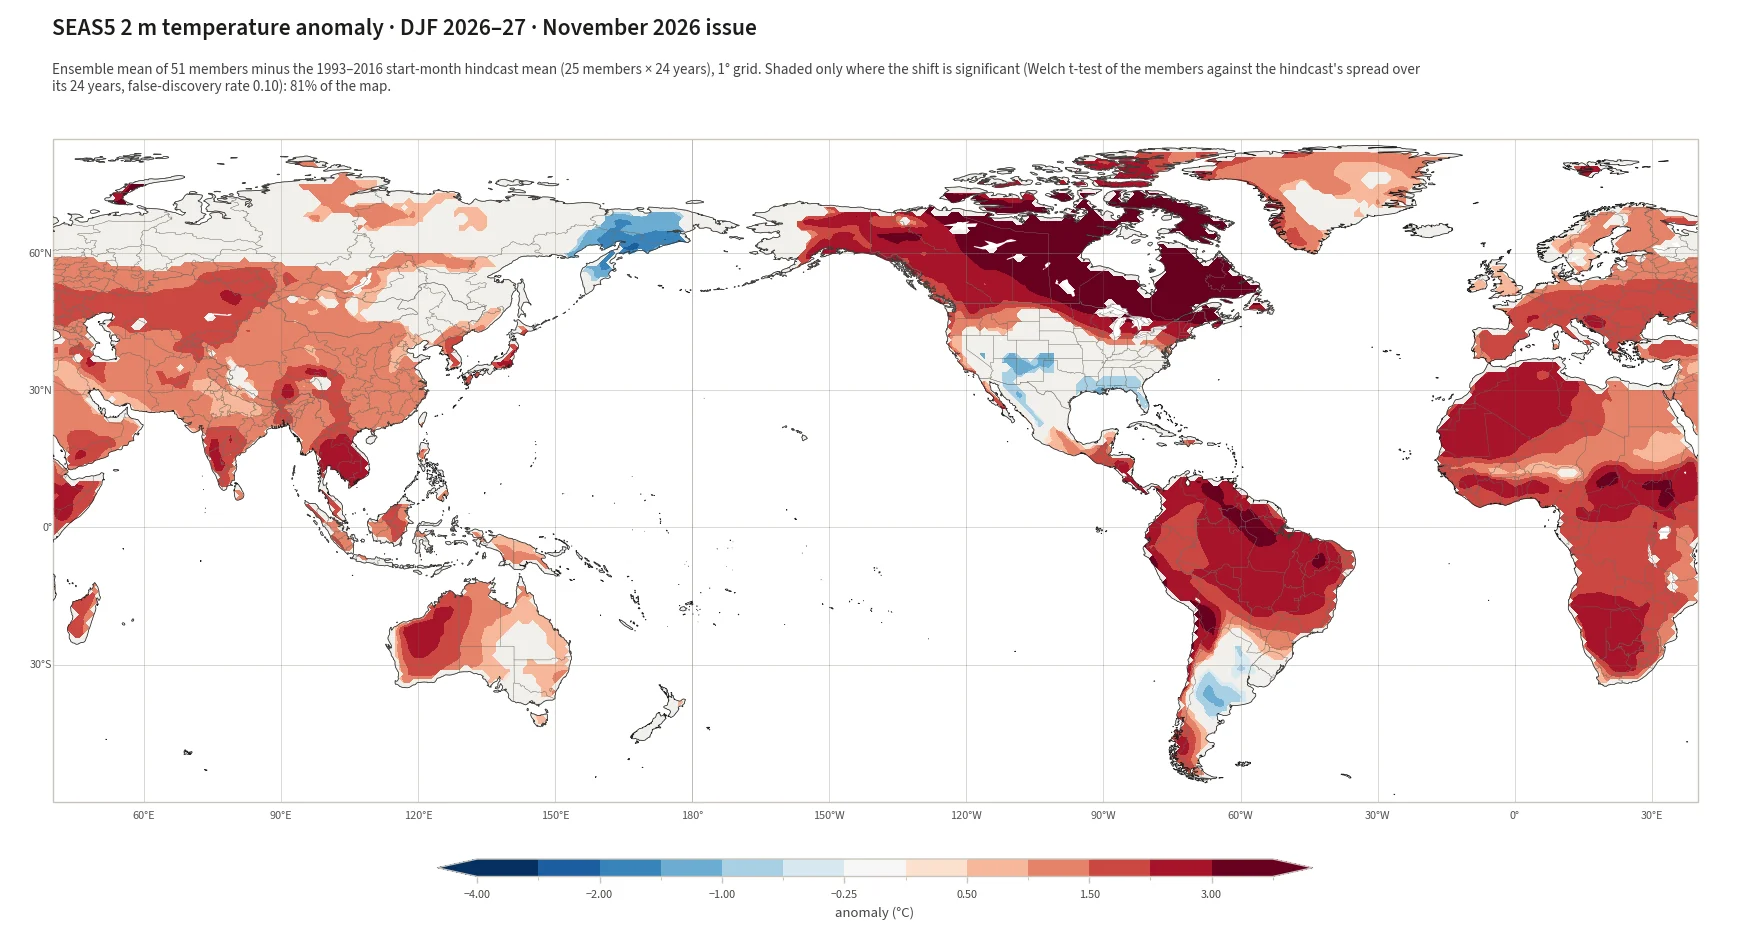 SEAS5 2 m temperature anomaly · DJF 2026–27 · November 2026 issue
Ensemble mean of 51 members minus the 1993–2016 start-month hindcast mean (25 members × 24 years), 1° grid. Shaded only where the shift is significant (Welch t-test of the members against the hindcast's spread over
its 24 years, false-discovery rate 0.10): 81% of the map.
60°N
30°N
0°
30°S
60°E 90°E 120°E 150°E 180° 150°W 120°W 90°W 60°W 30°W 0° 30°E
−4.00 −2.00 −1.00 −0.25 0.50 1.50 3.00
anomaly (°C)